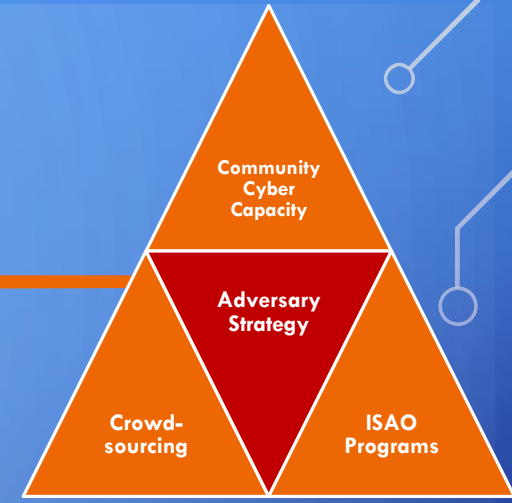 Community
Cyber
Capacity
Adversary
Strategy
Crowd-
sourcing
ISAO
Programs